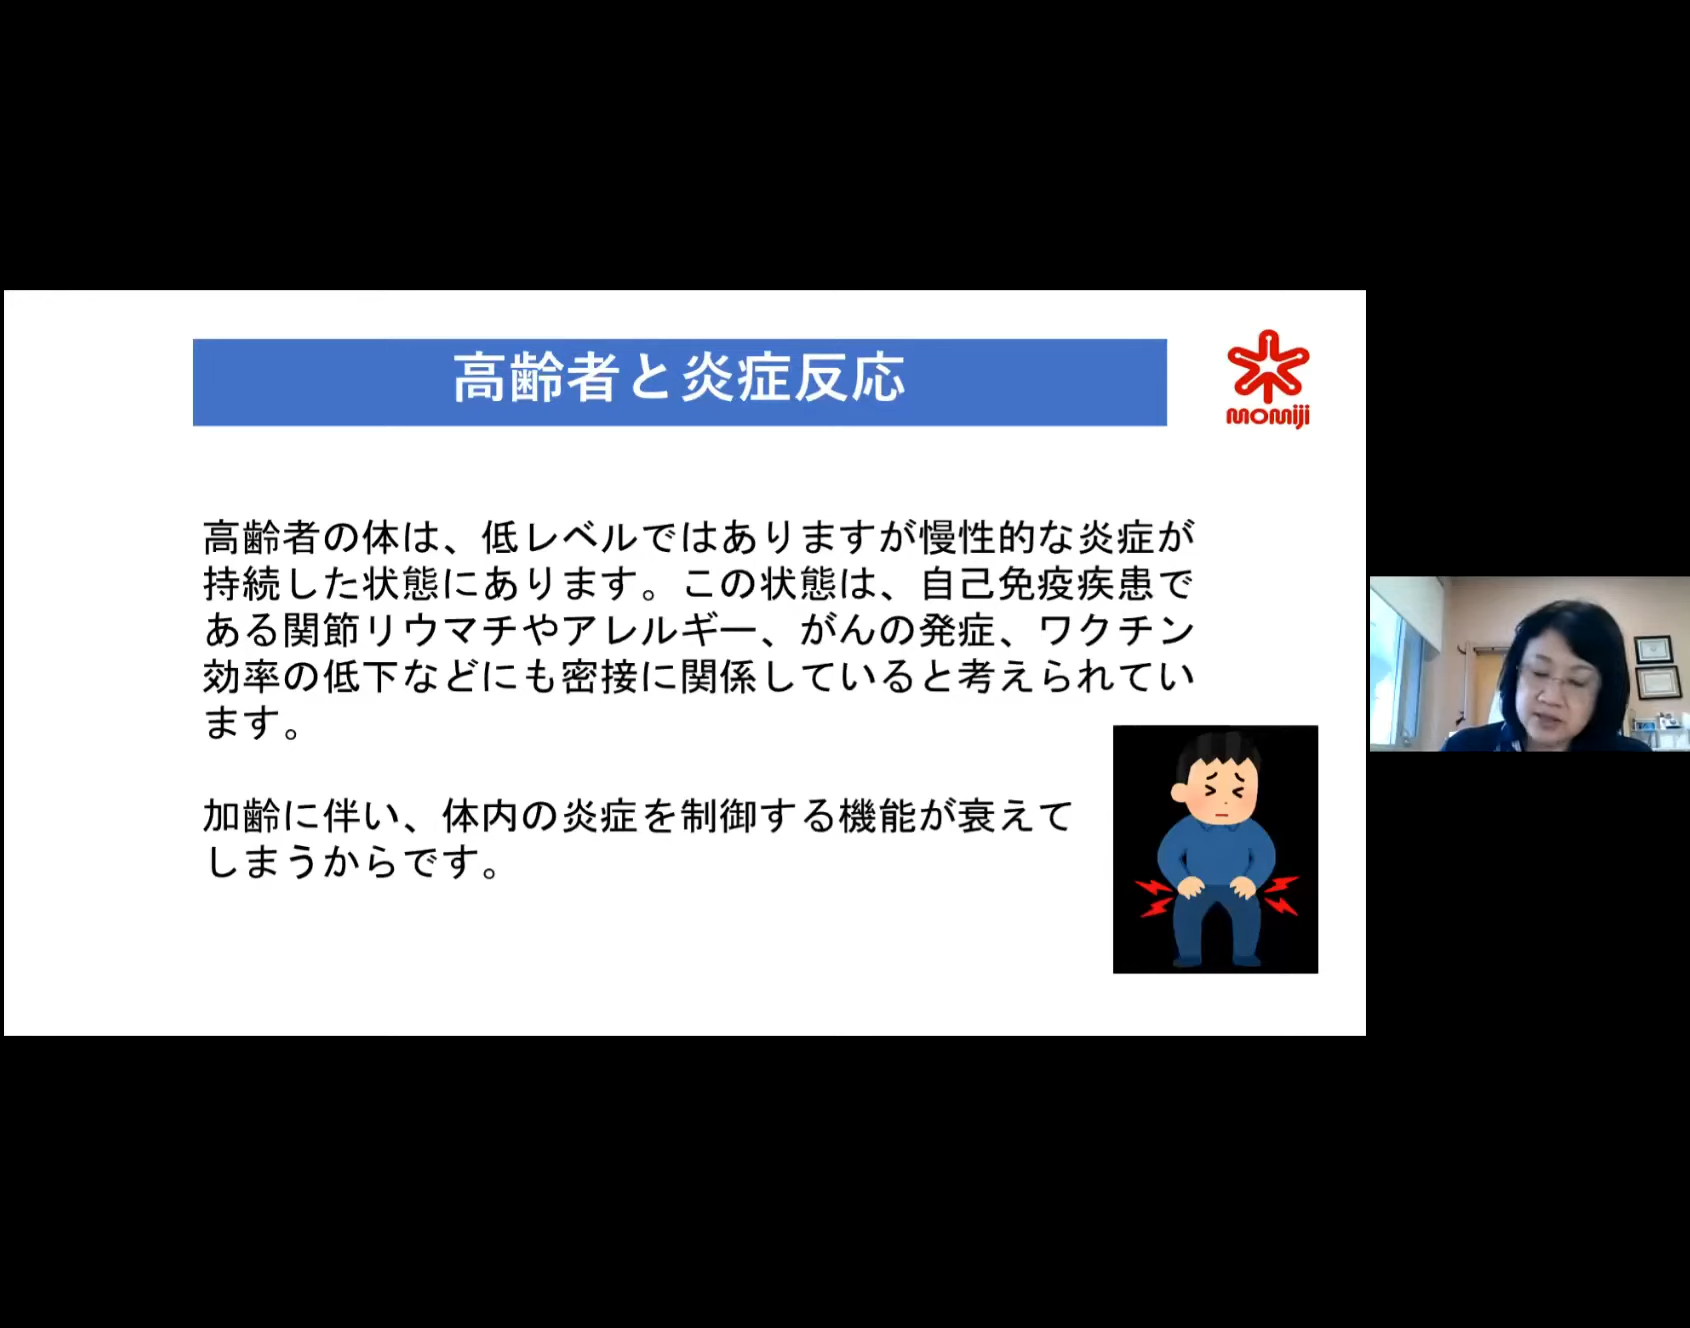 高齢者と炎症反応
momiji
高齢者の体は、低レベルではありますが慢性的な炎症が
持続した状態にあります。この状態は、自己免疫疾患で
ある関節リウマチやアレルギー、がんの発症、ワクチン
効率の低下などにも密接に関係していると考えられてい
ます。
加齢に伴い、体内の炎症を制御する機能が衰えて
しまうからです。